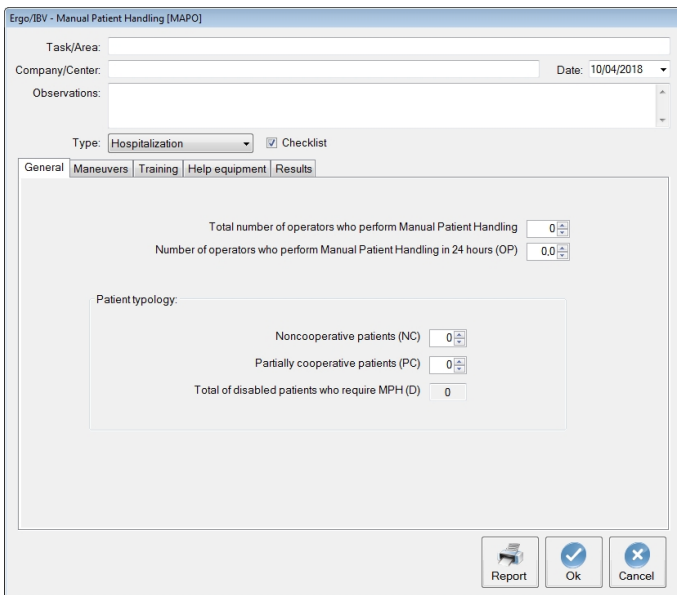 Ergo/IBV - Manual Patient Handling [MAPO]
Task/Area:
Company/Center: Date: 10/04/2018
Observations:
Type: Hospitalization Checklist
General Maneuvers Training Help equipment Results
Total number of operators who perform Manual Patient Handling 0
Number of operators who perform Manual Patient Handling in 24 hours (OP) 0,0
Patient typology:
Noncooperative patients (NC) 0
Partially cooperative patients (PC) 0
Total of disabled patients who require MPH (D) 0
Report Ok Cancel